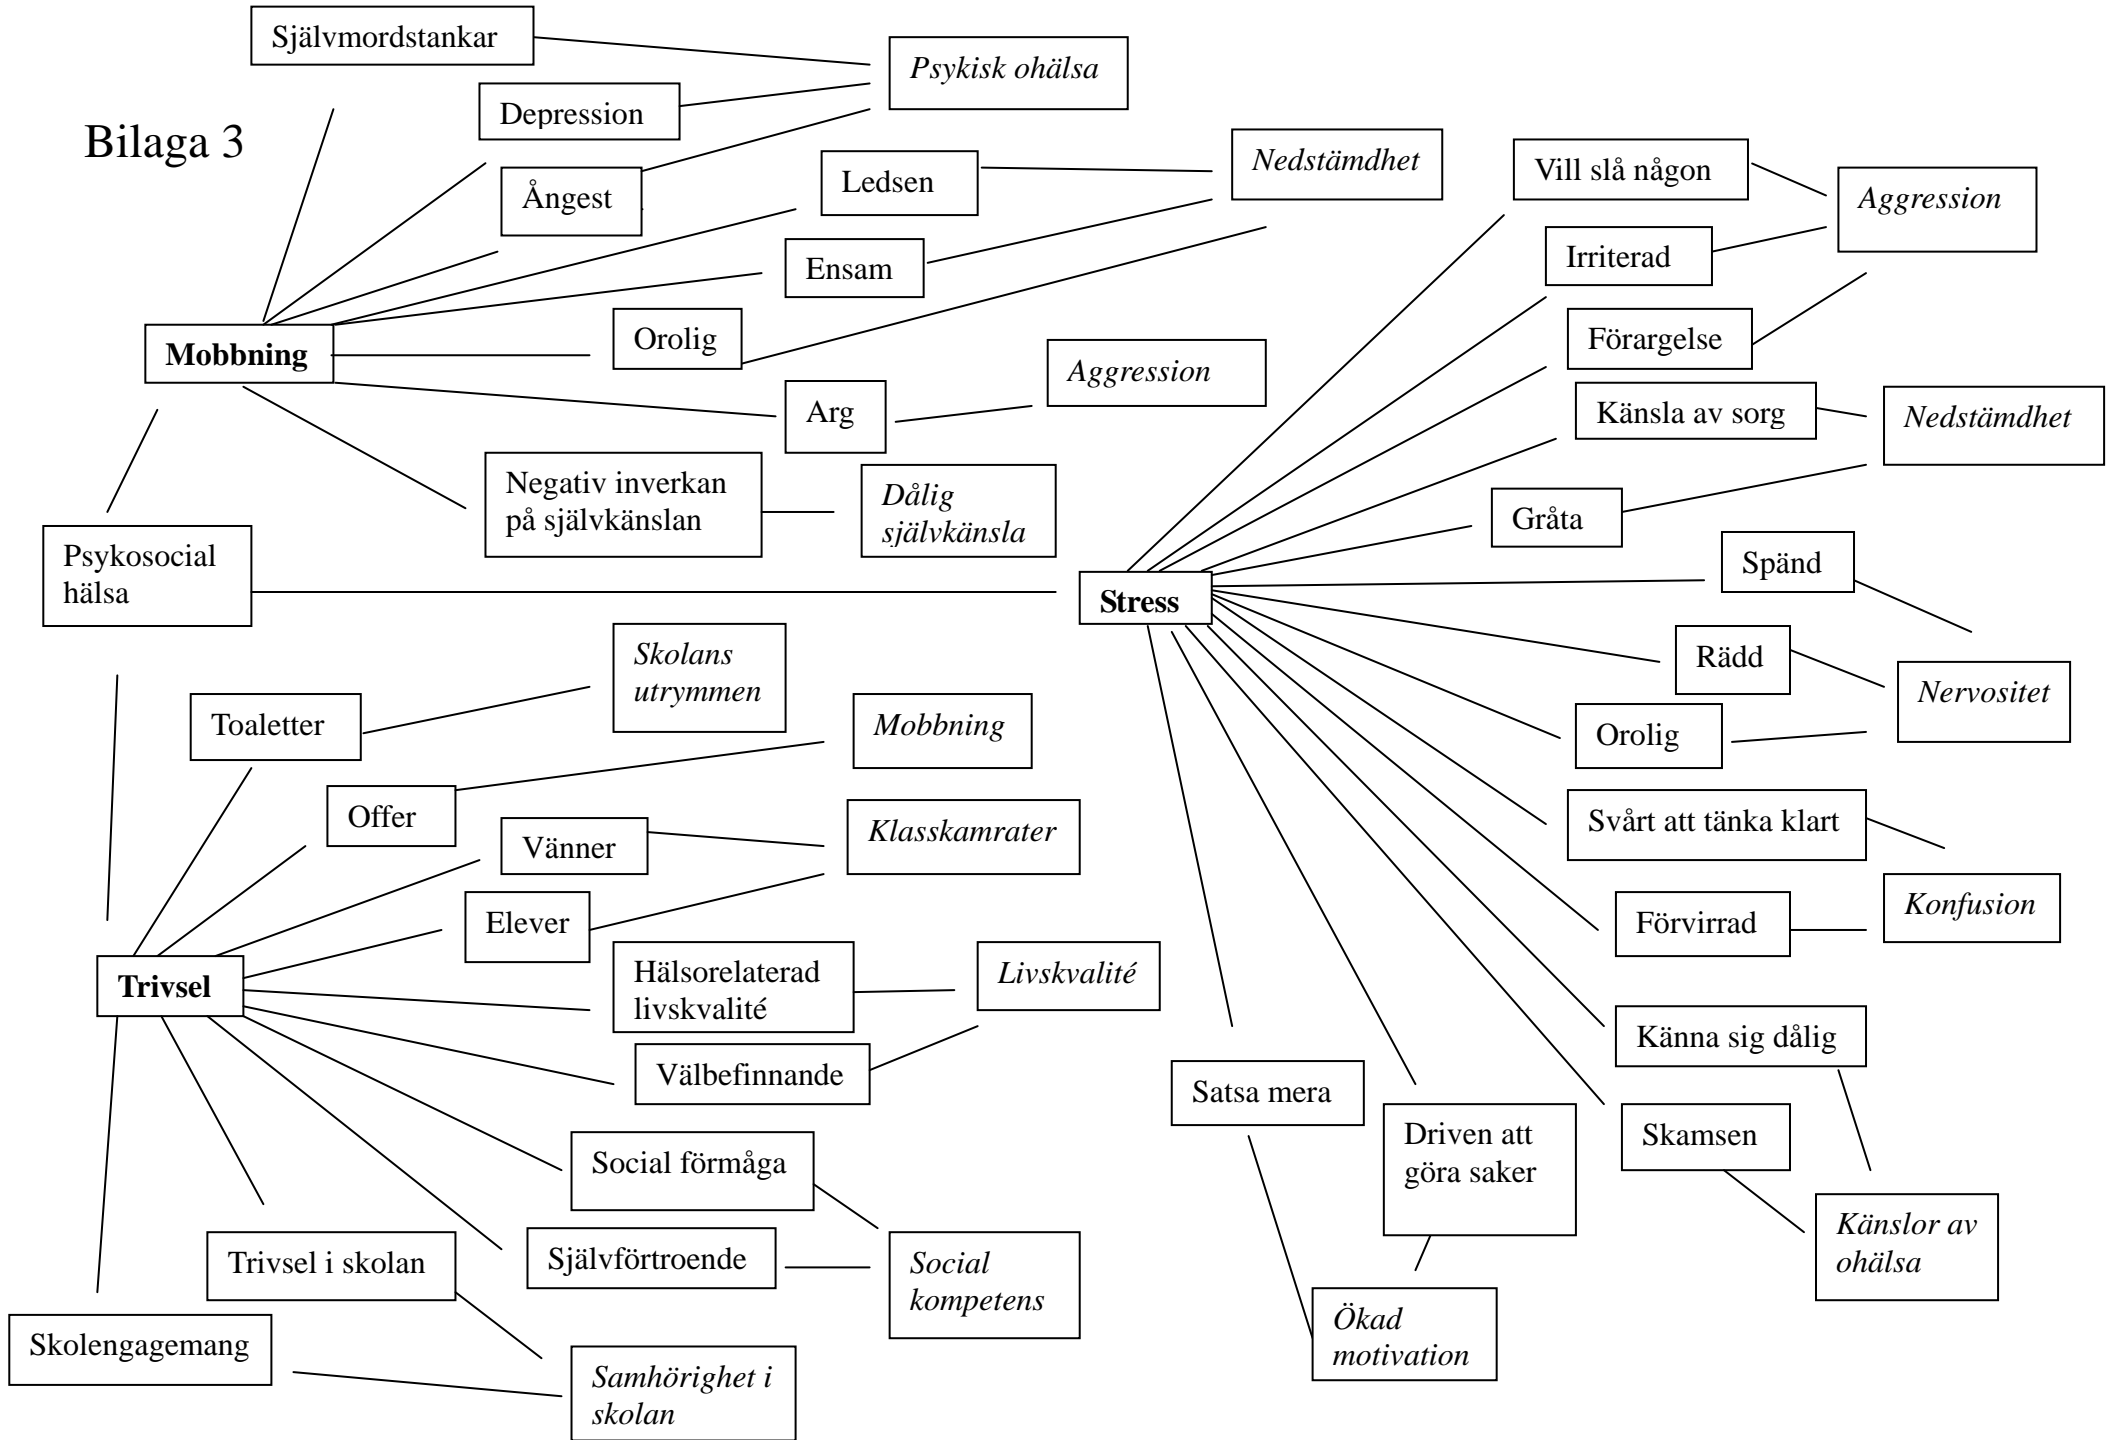 Bilaga 3
Självmordstankar
Psykisk ohälsa
Depression
Ångest
Ledsen
Nedstämdhet
Ensam
Orolig
Mobbning
Arg
Aggression
Negativ inverkan
på självkänslan
Dålig
självkänsla
Psykosocial
hälsa
Stress
Vill slå någon
Aggression
Irriterad
Förargelse
Känsla av sorg
Nedstämdhet
Gråta
Spänd
Rädd
Nervositet
Orolig
Svårt att tänka klart
Förvirrad
Konfusion
Känna sig dålig
Skamsen
Känslor av
ohälsa
Satsa mera
Driven att
göra saker
Ökad
motivation
Skolans
utrymmen
Toaletter
Mobbning
Offer
Vänner
Klasskamrater
Elever
Trivsel
Hälsorelaterad
livskvalité
Livskvalité
Välbefinnande
Social förmåga
Självförtroende
Social
kompetens
Trivsel i skolan
Skolengagemang
Samhörighet i
skolan